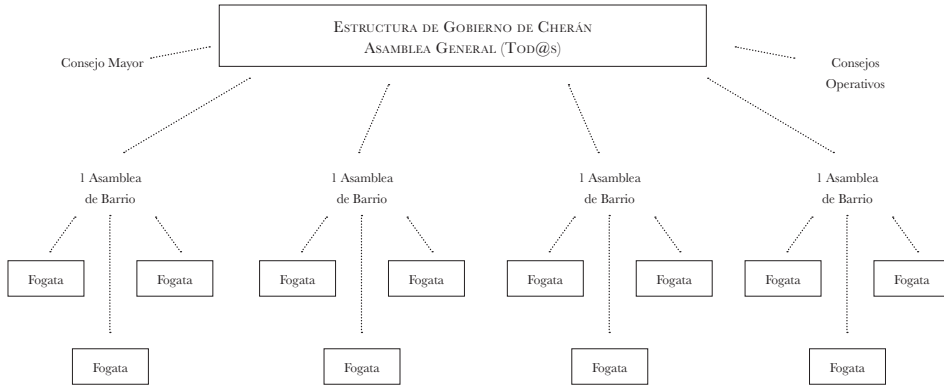 Estructura de Gobierno de Cherán
Asamblea General (Tod@s)
Consejo Mayor
Consejos
Operativos
1 Asamblea
de Barrio
1 Asamblea
de Barrio
1 Asamblea
de Barrio
1 Asamblea
de Barrio
Fogata
Fogata
Fogata
Fogata
Fogata
Fogata
Fogata
Fogata
Fogata
Fogata
Fogata
Fogata